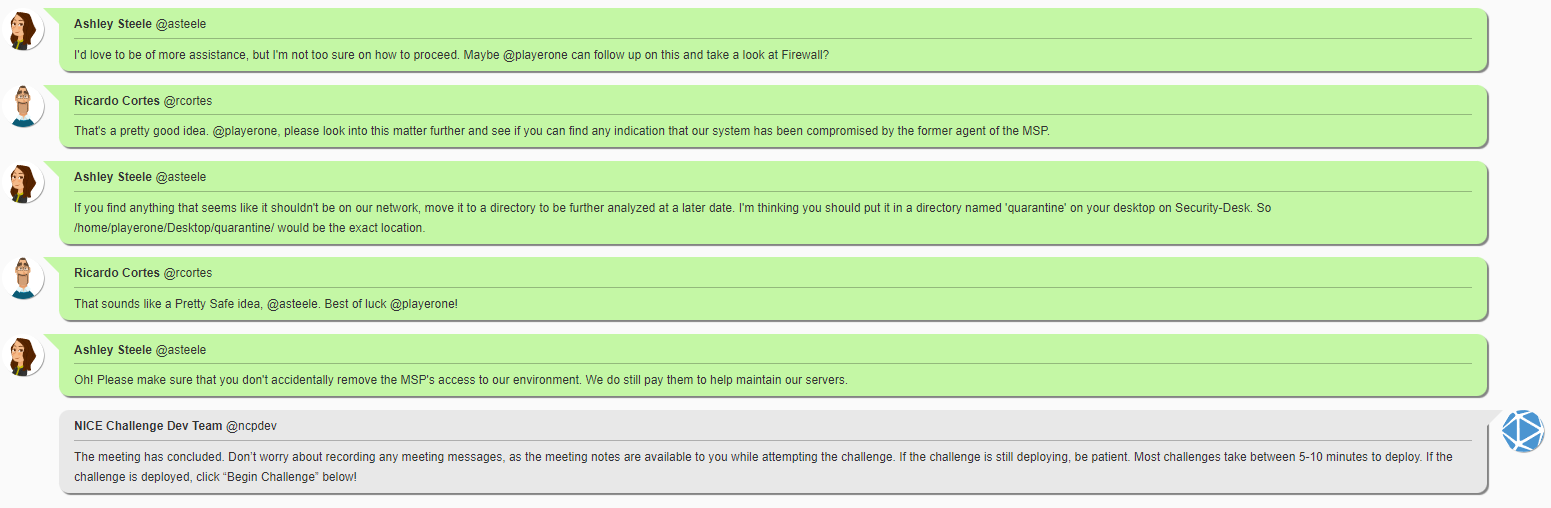 Ashley Steele @asteele
I'd love to be of more assistance, but I'm not too sure on how to proceed. Maybe @playerone can follow up on this and take a look at Firewall?
Ricardo Cortes @rcortes
That's a pretty good idea. @playerone, please look into this matter further and see if you can find any indication that our system has been compromised by the former agent of the MSP.
Ashley Steele @asteele
If you find anything that seems like it shouldn't be on our network, move it to a directory to be further analyzed at a later date. I'm thinking you should put it in a directory named 'quarantine' on your desktop on Security-Desk. So
/home/playerone/Desktop/quarantine/ would be the exact location.
Ricardo Cortes @rcortes
That sounds like a Pretty Safe idea, @asteele. Best of luck @playerone!
Ashley Steele @asteele
Oh! Please make sure that you don't accidentally remove the MSP's access to our environment. We do still pay them to help maintain our servers.
NICE Challenge Dev Team @ncpdev
The meeting has concluded. Don’t worry about recording any meeting messages, as the meeting notes are available to you while attempting the challenge. If the challenge is still deploying, be patient. Most challenges take between 5-10 minutes to deploy. If the
challenge is deployed, click “Begin Challenge” below!